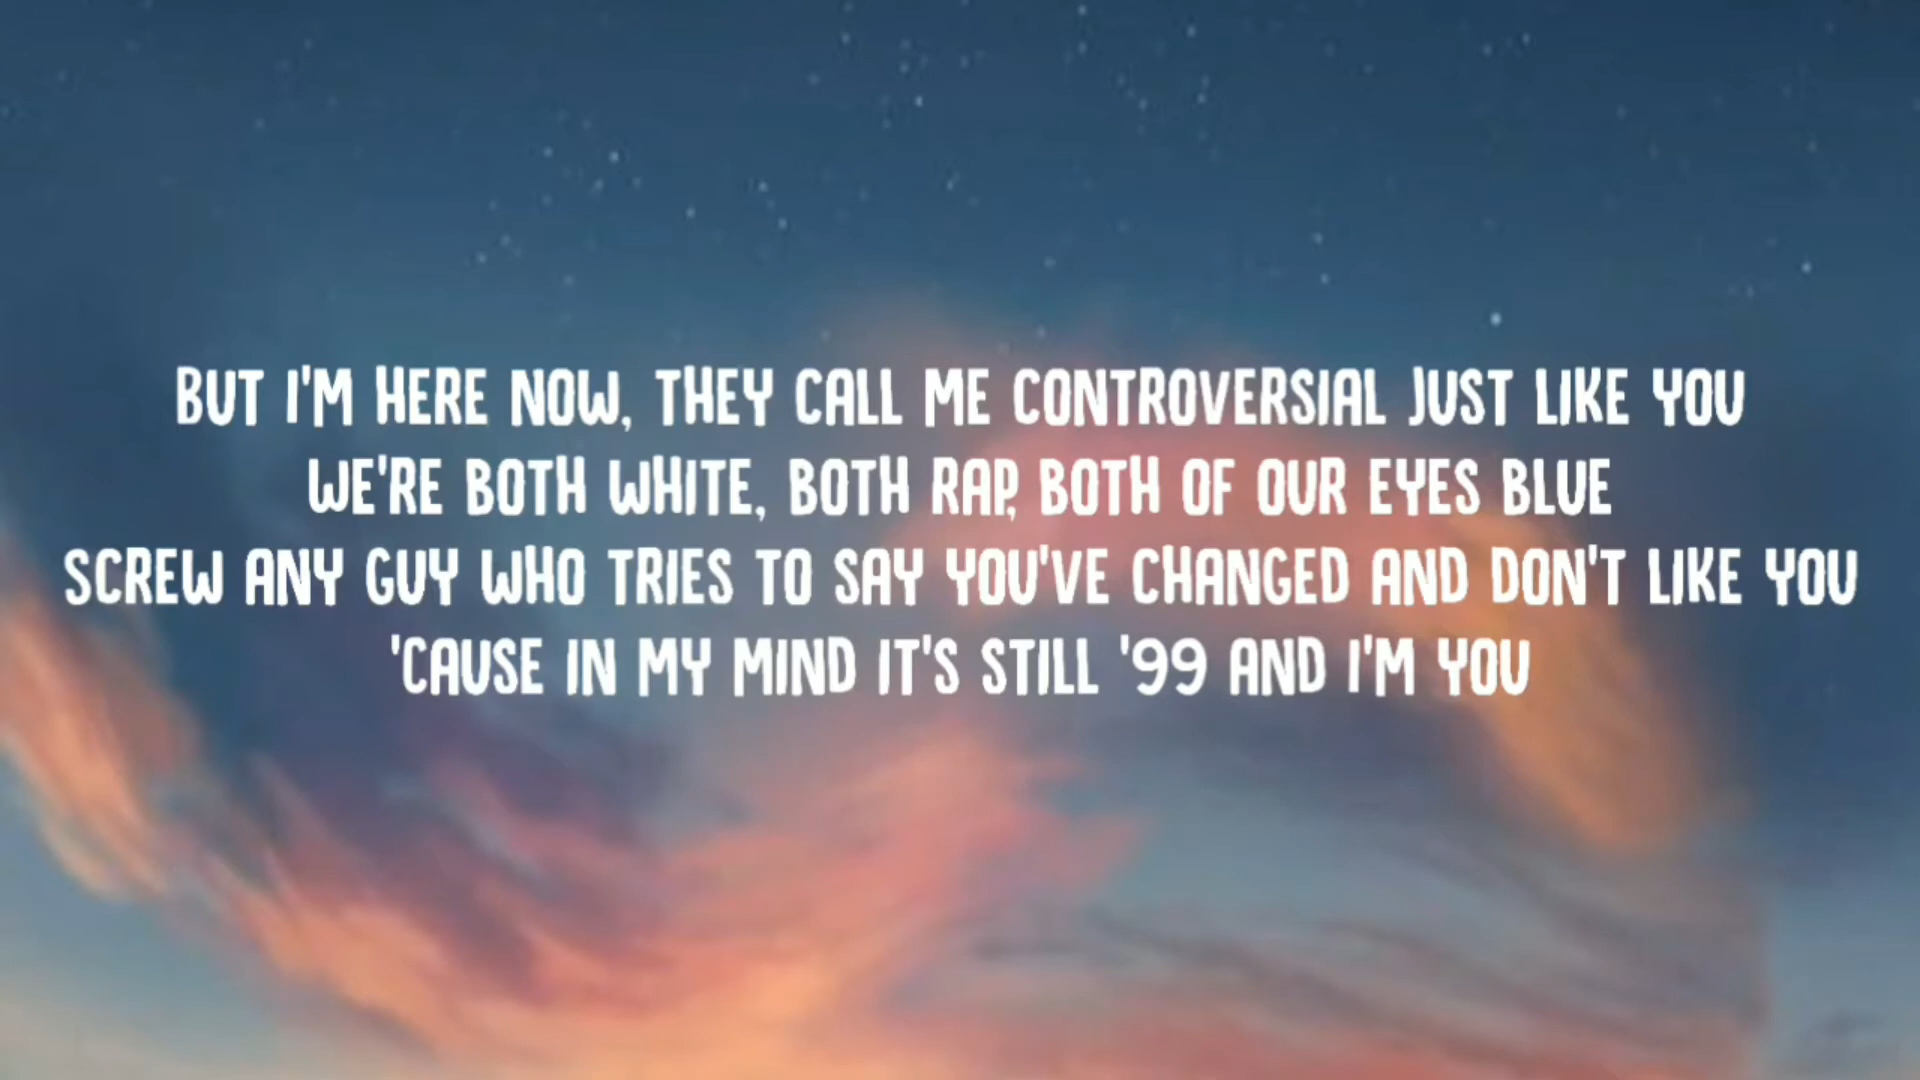 BUT I'M HERE NOW, THEY CALL ME CONTROVERSIAL JUST LIKE YOU
WE'RE BOTH WHITE, BOTH RAP, BOTH OF OUR EYES BLUE
SCREW ANY GUY WHO TRIES TO SAY YOU'VE CHANGED AND DON'T LIKE YOU
'CAUSE IN MY MIND IT'S STILL '99 AND I'M YOU